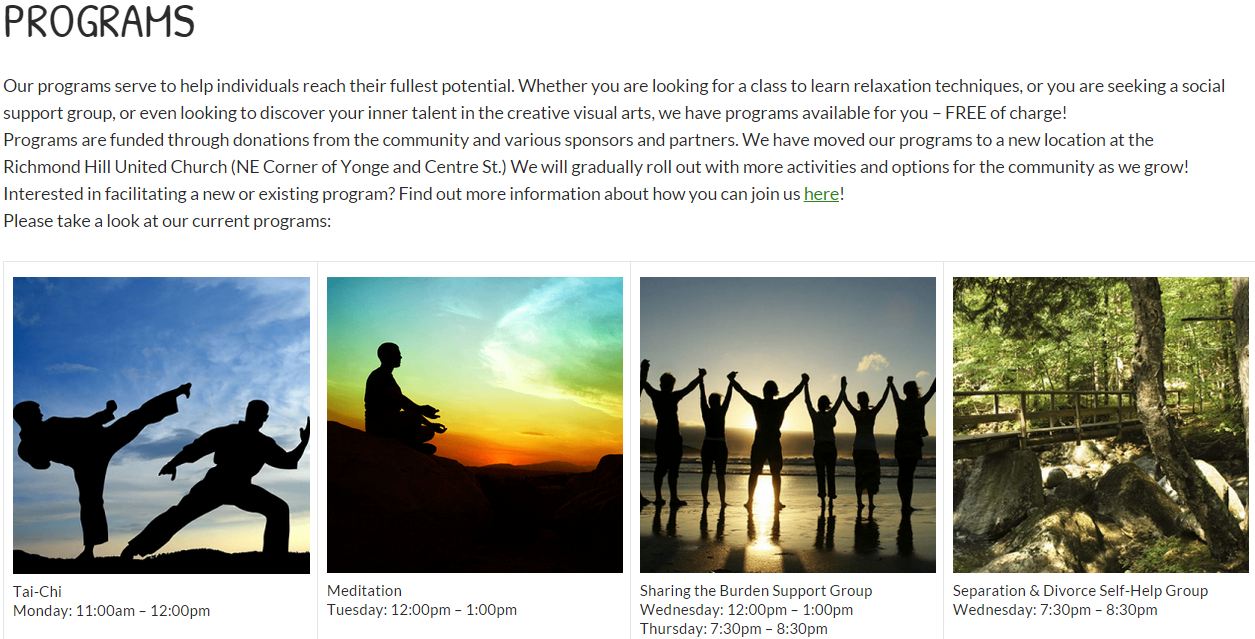 PROGRAMS
Our programs serve to help individuals reach their fullest potential. Whether you are looking for a class to learn relaxation techniques, or you are seeking a social
support group, or even looking to discover your inner talent in the creative visual arts, we have programs available for you – FREE of charge!
Programs are funded through donations from the community and various sponsors and partners. We have moved our programs to a new location at the
Richmond Hill United Church (NE Corner of Yonge and Centre St.) We will gradually roll out with more activities and options for the community as we grow!
Interested in facilitating a new or existing program? Find out more information about how you can join us here!
Please take a look at our current programs:
Tai-Chi
Monday: 11:00am – 12:00pm
Meditation
Tuesday: 12:00pm – 1:00pm
Sharing the Burden Support Group
Wednesday: 12:00pm – 1:00pm
Thursday: 7:30pm – 8:30pm
Separation & Divorce Self-Help Group
Wednesday: 7:30pm – 8:30pm